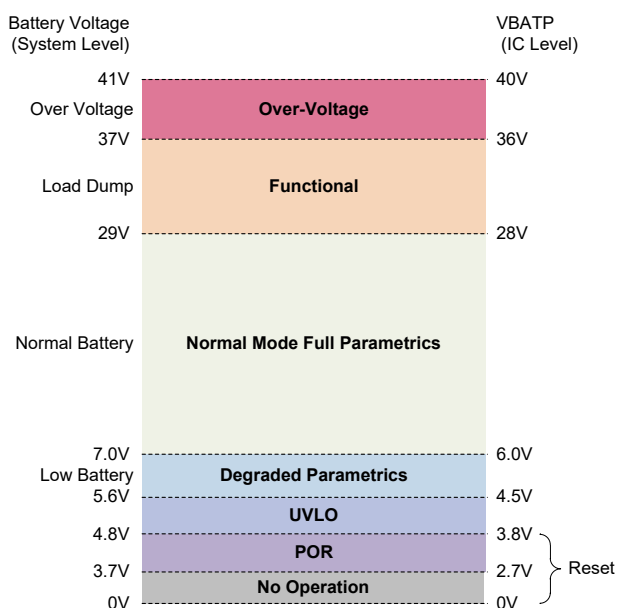 Battery Voltage
(System Level)
VBATP
(IC Level)
41V
40V
Over Voltage
Over-Voltage
37V
36V
Load Dump
Functional
29V
28V
Normal Battery
Normal Mode Full Parametrics
7.0V
6.0V
Low Battery
Degraded Parametrics
5.6V
4.5V
UVLO
4.8V
3.8V
POR
Reset
3.7V
2.7V
No Operation
0V
0V